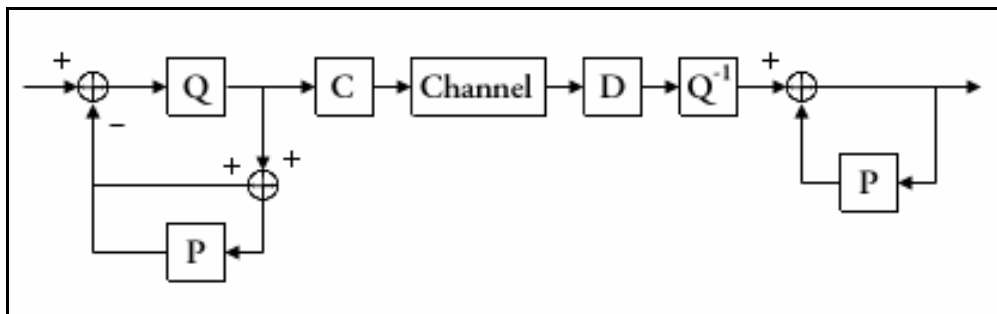 + Q C Channel D Q⁻¹ +
−
+ +
P
P